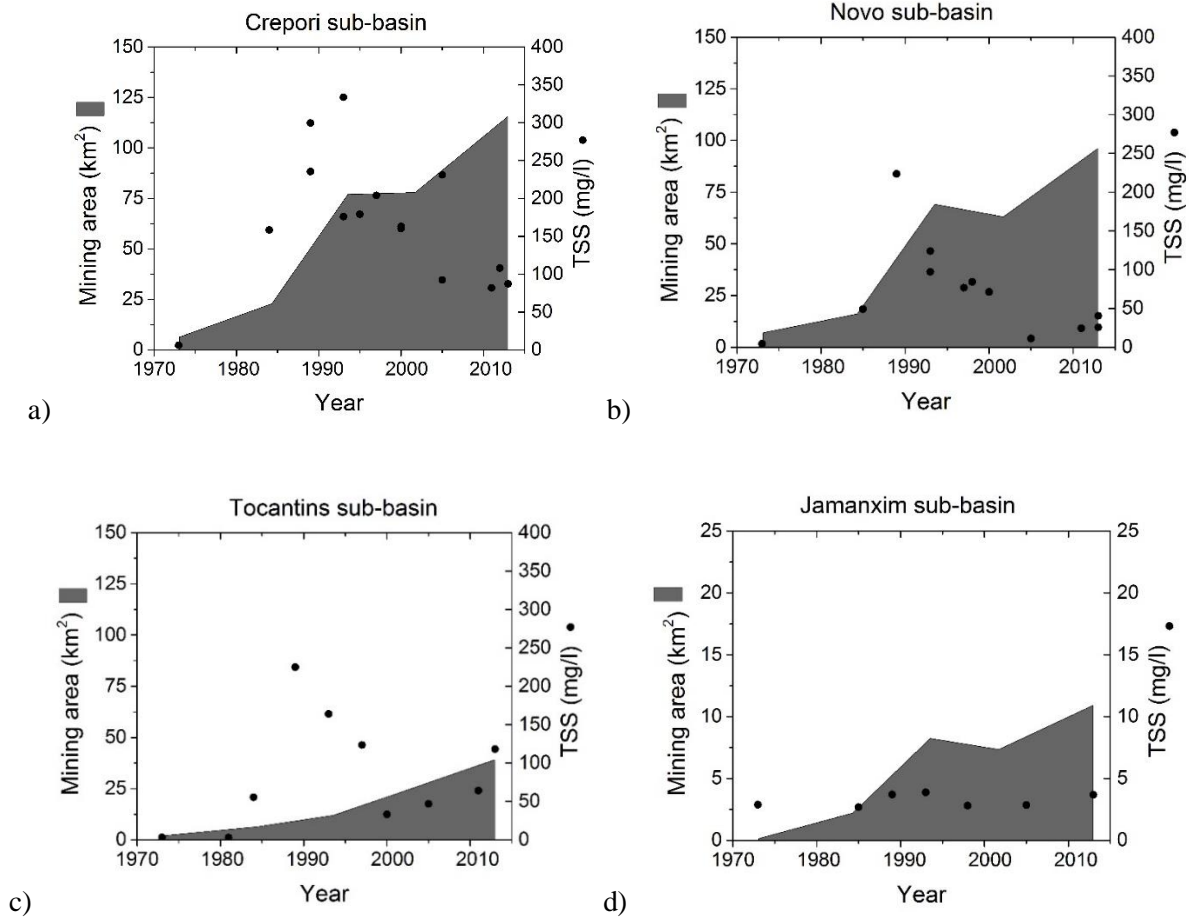 Crepori sub-basin
150
125
100
75
50
25
0
Mining area (km²)
400
350
300
250
200
150
100
50
0
TSS (mg/l)
1970 1980 1990 2000 2010
Year
a)
Novo sub-basin
150
125
100
75
50
25
0
Mining area (km²)
400
350
300
250
200
150
100
50
0
TSS (mg/l)
1970 1980 1990 2000 2010
Year
b)
Tocantins sub-basin
150
125
100
75
50
25
0
Mining area (km²)
400
350
300
250
200
150
100
50
0
TSS (mg/l)
1970 1980 1990 2000 2010
Year
c)
Jamanxim sub-basin
25
20
15
10
5
0
Mining area (km²)
25
20
15
10
5
0
TSS (mg/l)
1970 1980 1990 2000 2010
Year
d)